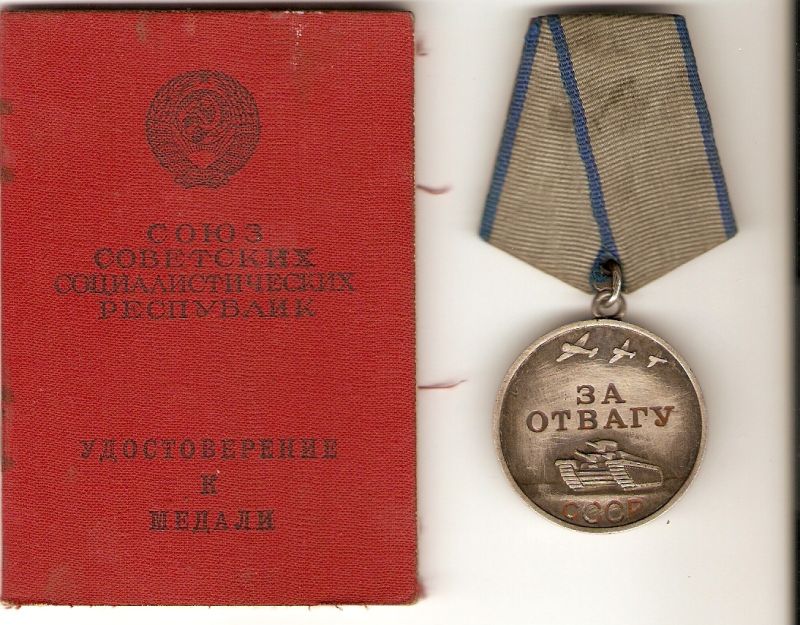 СОЮЗ
СОВЕТСКИХ
СОЦИАЛИСТИЧЕСКИХ
РЕСПУБЛИК
УДОСТОВЕРЕНИЕ
К
МЕДАЛИ
ЗА
ОТВАГУ
СССР